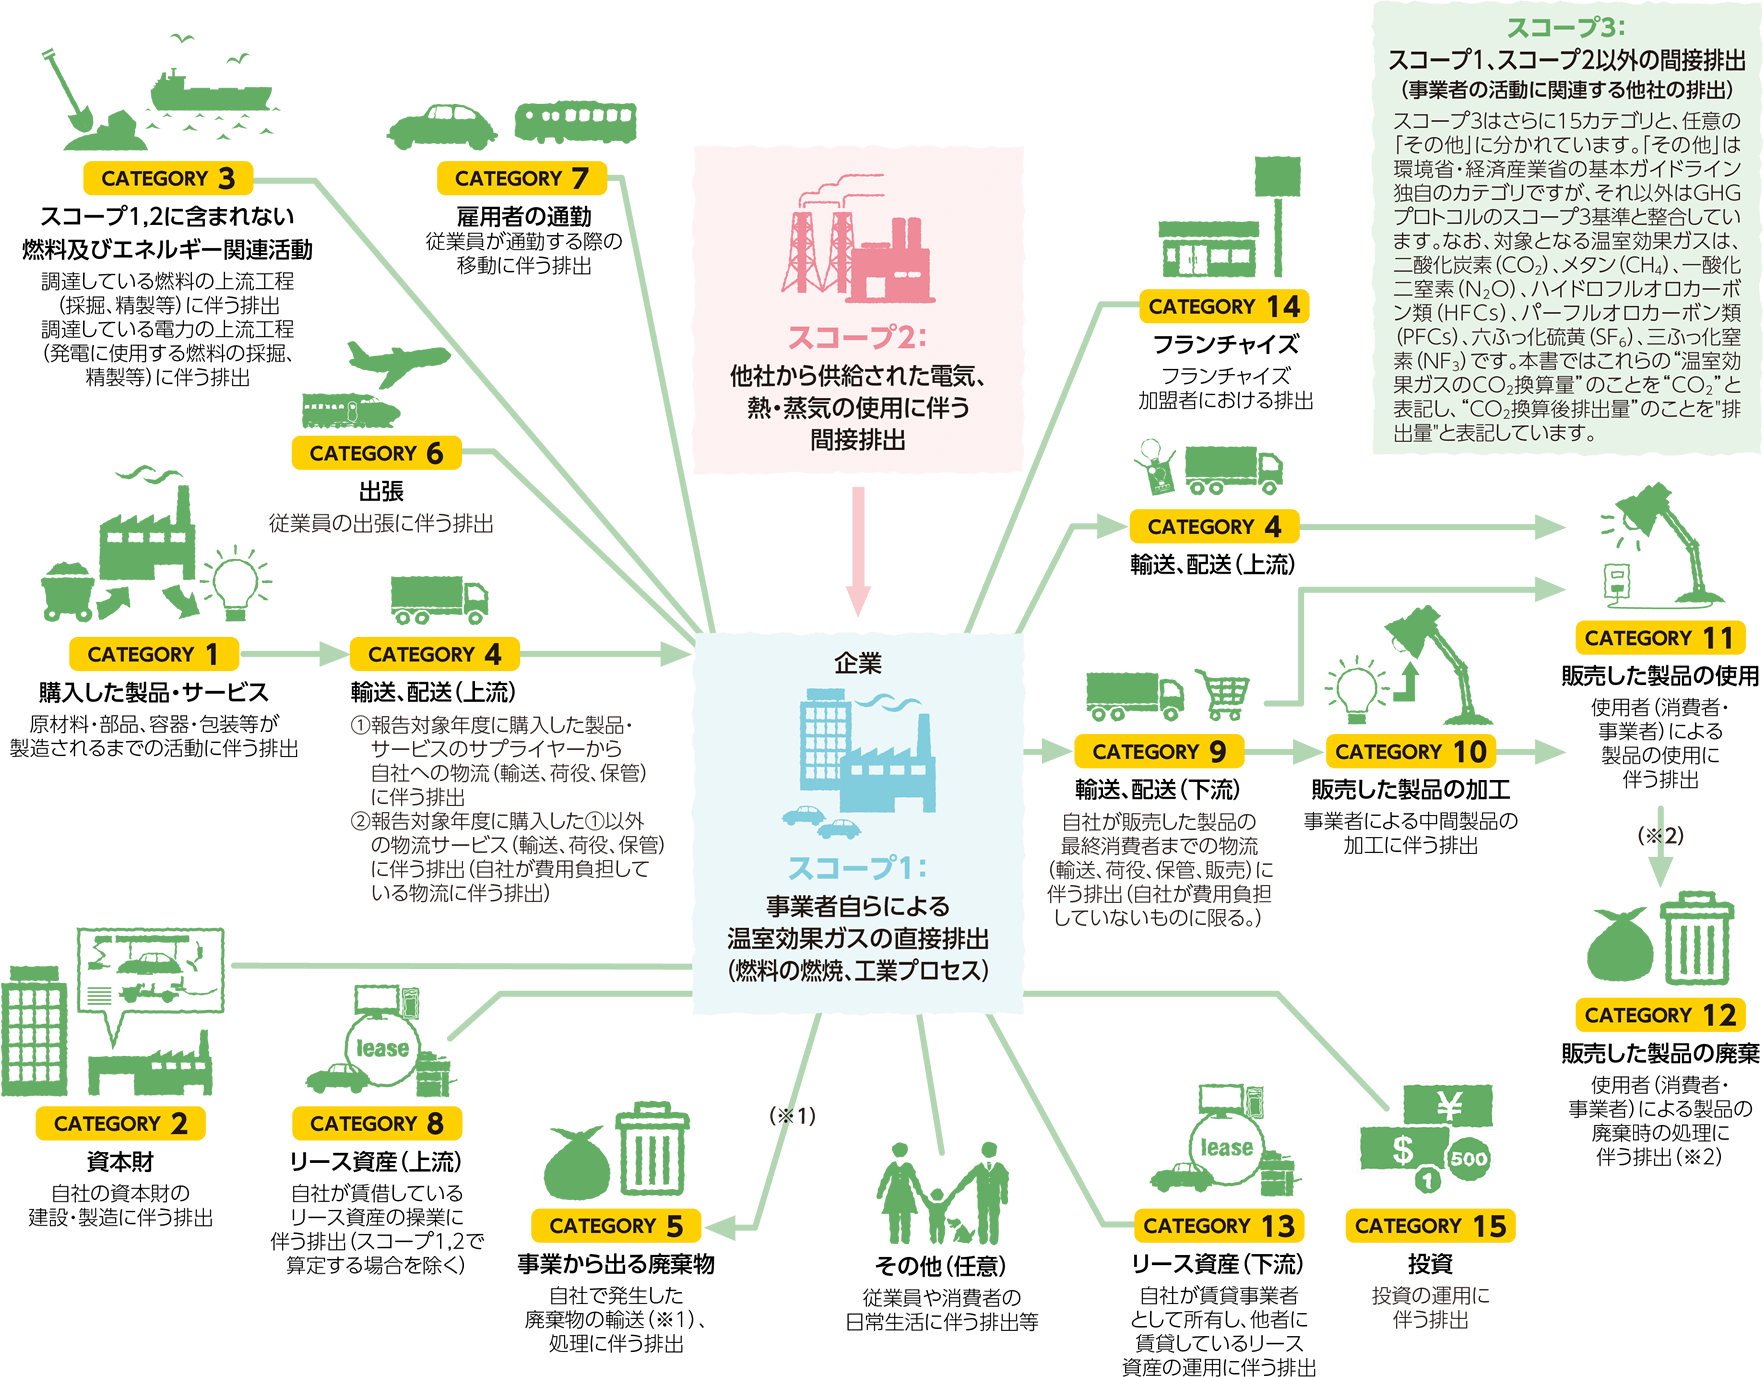 スコープ3:
スコープ1、スコープ2以外の間接排出
(事業者の活動に関連する他社の排出)
スコープ3はさらに15カテゴリと、任意の
「その他」に分かれています。「その他」は
環境省・経済産業省の基本ガイドライン
独自のカテゴリですが、それ以外はGHG
プロトコルのスコープ3基準と整合してい
ます。なお、対象となる温室効果ガスは、
二酸化炭素(CO₂)、メタン(CH₄)、一酸化
二窒素(N₂O)、ハイドロフルオロカーボ
ン類(HFCs)、パーフルオロカーボン類
(PFCs)、六ふっ化硫黄(SF₆)、三ふっ化窒
素(NF₃)です。本書ではこれらの“温室効
果ガスのCO₂換算量”のことを“CO₂”と
表記し、“CO₂換算後排出量”のことを"排
出量"と表記しています。
CATEGORY 3
スコープ1,2に含まれない
燃料及びエネルギー関連活動
調達している燃料の上流工程
(採掘、精製等)に伴う排出
調達している電力の上流工程
(発電に使用する燃料の採掘、
精製等)に伴う排出
CATEGORY 7
雇用者の通勤
従業員が通勤する際の
移動に伴う排出
スコープ2:
他社から供給された電気、
熱・蒸気の使用に伴う
間接排出
CATEGORY 14
フランチャイズ
フランチャイズ
加盟者における排出
CATEGORY 6
出張
従業員の出張に伴う排出
CATEGORY 4
輸送、配送(上流)
CATEGORY 1
購入した製品・サービス
原材料・部品、容器・包装等が
製造されるまでの活動に伴う排出
CATEGORY 4
輸送、配送(上流)
①報告対象年度に購入した製品・
サービスのサプライヤーから
自社への物流(輸送、荷役、保管)
に伴う排出
②報告対象年度に購入した①以外
の物流サービス(輸送、荷役、保管)
に伴う排出(自社が費用負担して
いる物流に伴う排出)
企業
スコープ1:
事業者自らによる
温室効果ガスの直接排出
(燃料の燃焼、工業プロセス)
CATEGORY 9
輸送、配送(下流)
自社が販売した製品の
最終消費者までの物流
(輸送、荷役、保管、販売)に
伴う排出(自社が費用負担
していないものに限る。)
CATEGORY 10
販売した製品の加工
事業者による中間製品の
加工に伴う排出
CATEGORY 11
販売した製品の使用
使用者(消費者・
事業者)による
製品の使用に
伴う排出
(※2)
CATEGORY 12
販売した製品の廃棄
使用者(消費者・
事業者)による製品の
廃棄時の処理に
伴う排出(※2)
CATEGORY 2
資本財
自社の資本財の
建設・製造に伴う排出
lease
CATEGORY 8
リース資産(上流)
自社が賃借している
リース資産の操業に
伴う排出(スコープ1,2で
算定する場合を除く)
(※1)
CATEGORY 5
事業から出る廃棄物
自社で発生した
廃棄物の輸送(※1)、
処理に伴う排出
その他(任意)
従業員や消費者の
日常生活に伴う排出等
lease
CATEGORY 13
リース資産(下流)
自社が賃貸事業者
として所有し、他者に
賃貸しているリース
資産の運用に伴う排出
¥
$
500
1
CATEGORY 15
投資
投資の運用に
伴う排出